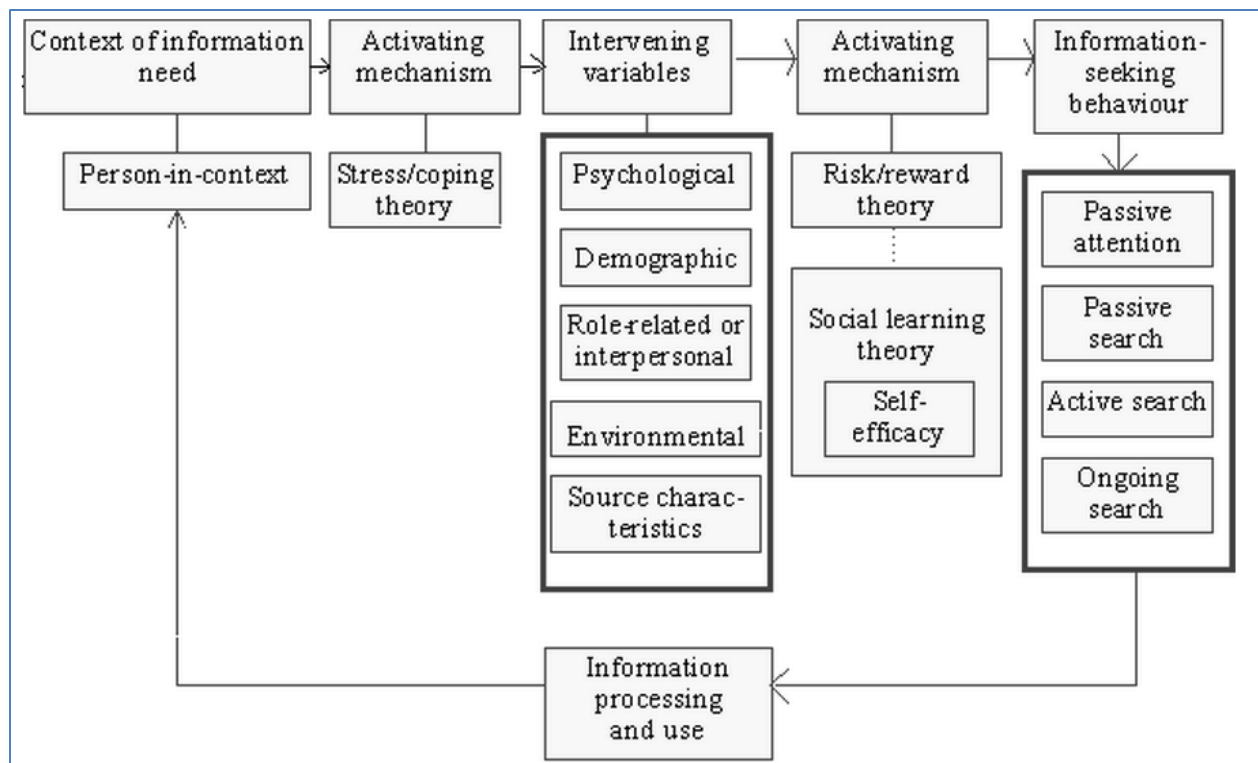 Context of information
need
Activating
mechanism
Intervening
variables
Activating
mechanism
Information-
seeking
behaviour
Person-in-context
Stress/coping
theory
Psychological
Demographic
Role-related or
interpersonal
Environmental
Source charac-
teristics
Risk/reward
theory
Social learning
theory
Self-
efficacy
Passive
attention
Passive
search
Active search
Ongoing
search
Information
processing
and use